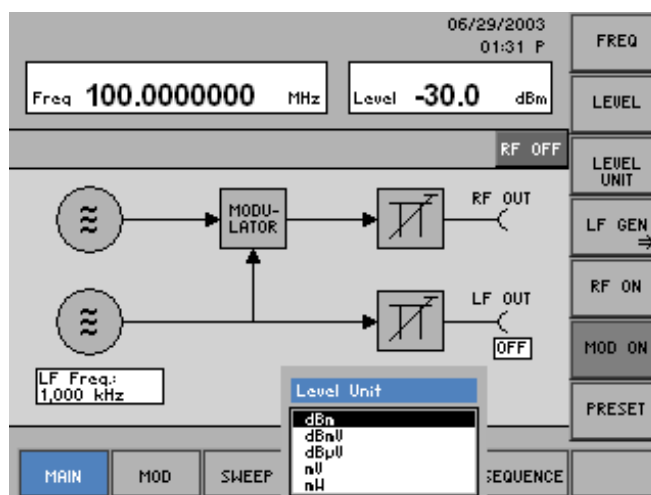 06/29/2003
01:31 P
Freq 100.0000000 MHz
Level -30.0 dBm
RF OFF
MODU-
LATOR
RF OUT
LF OUT
OFF
LF Freq.:
1,000 kHz
Level Unit
dBm
dBmV
dBµV
mV
mW
MAIN
MOD
SWEEP
SEQUENCE
FREQ
LEVEL
LEVEL
UNIT
LF GEN
RF ON
MOD ON
PRESET